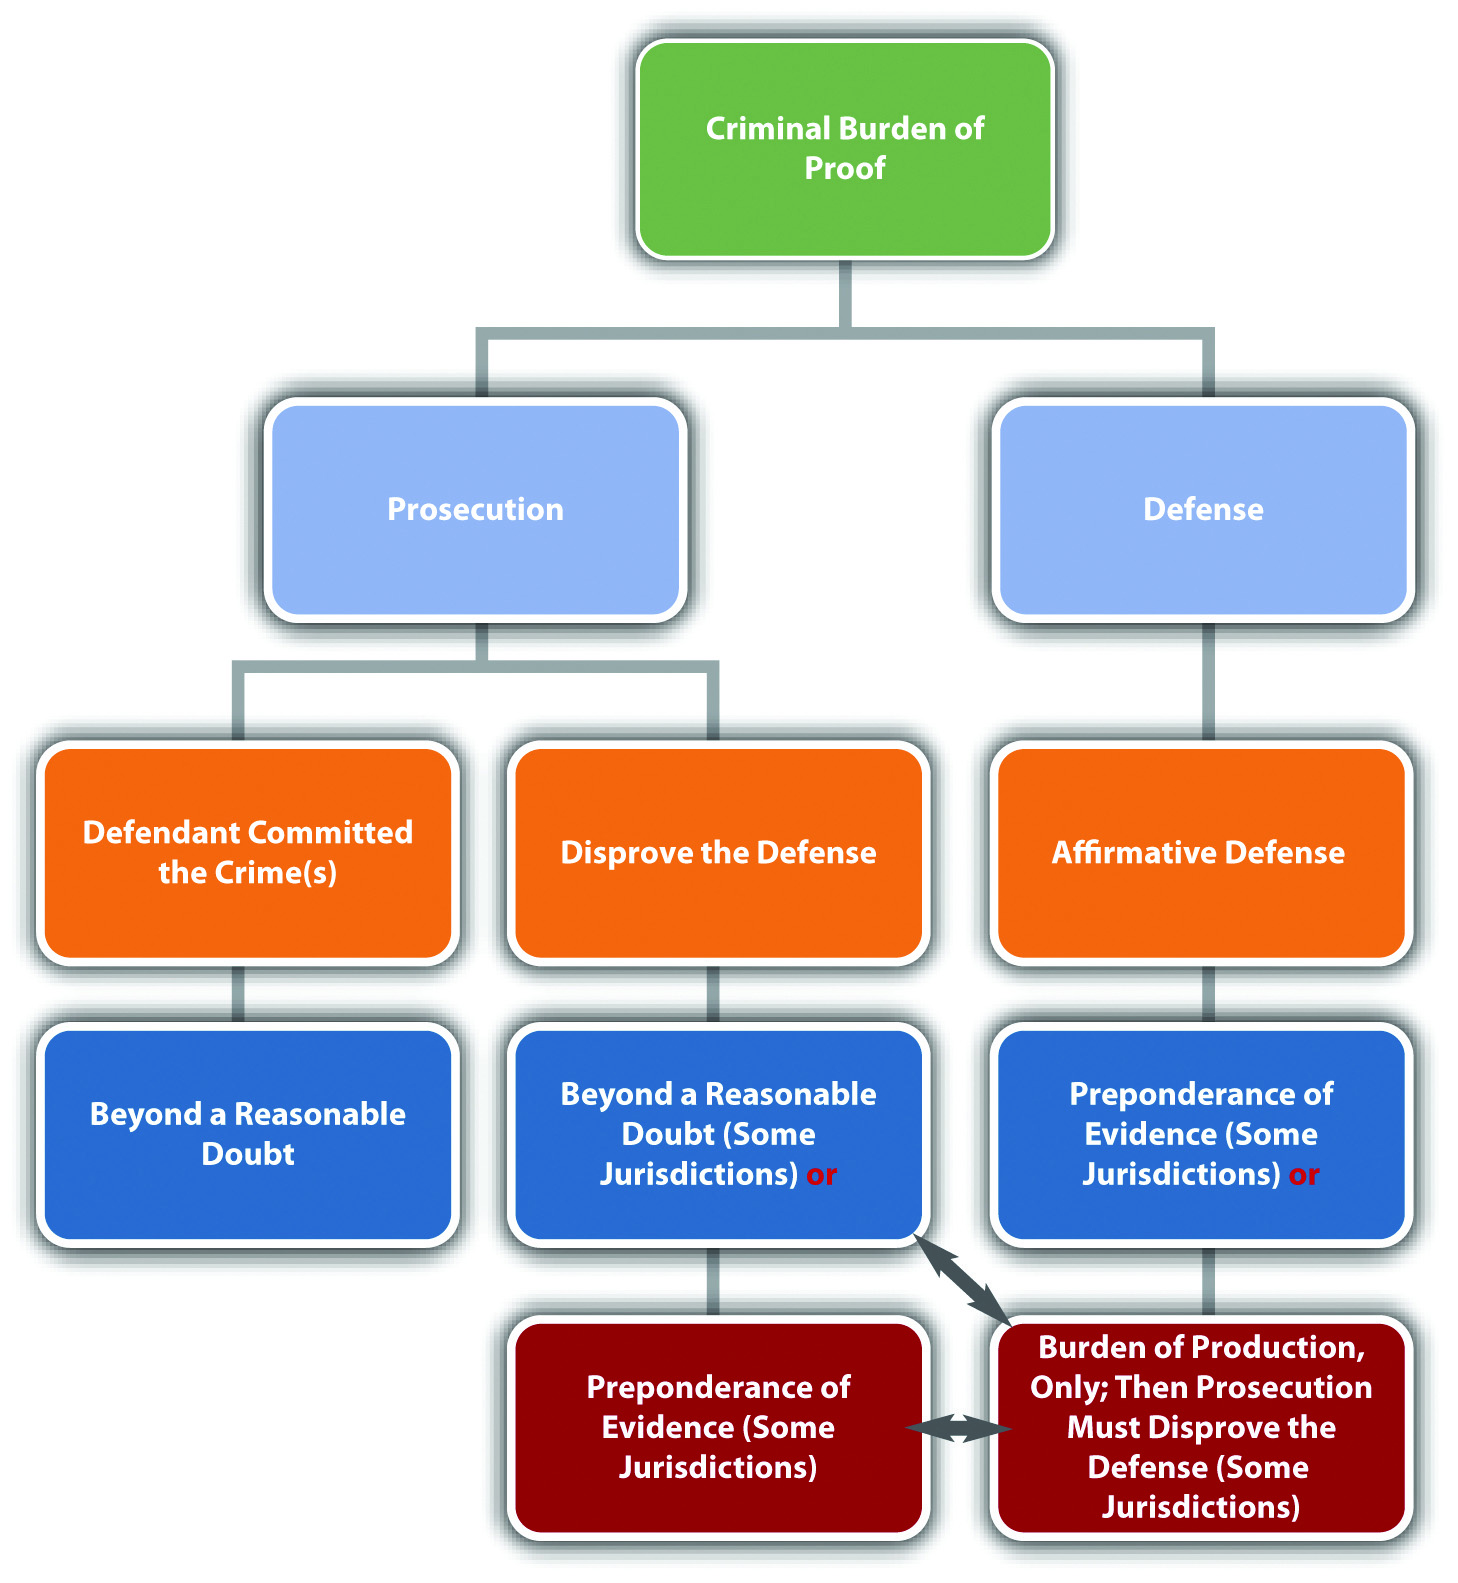 Criminal Burden of
Proof
Prosecution
Defense
Defendant Committed
the Crime(s)
Disprove the Defense
Affirmative Defense
Beyond a Reasonable
Doubt
Beyond a Reasonable
Doubt (Some
Jurisdictions) or
Preponderance of
Evidence (Some
Jurisdictions) or
Preponderance of
Evidence (Some
Jurisdictions)
Burden of Production,
Only; Then Prosecution
Must Disprove the
Defense (Some
Jurisdictions)